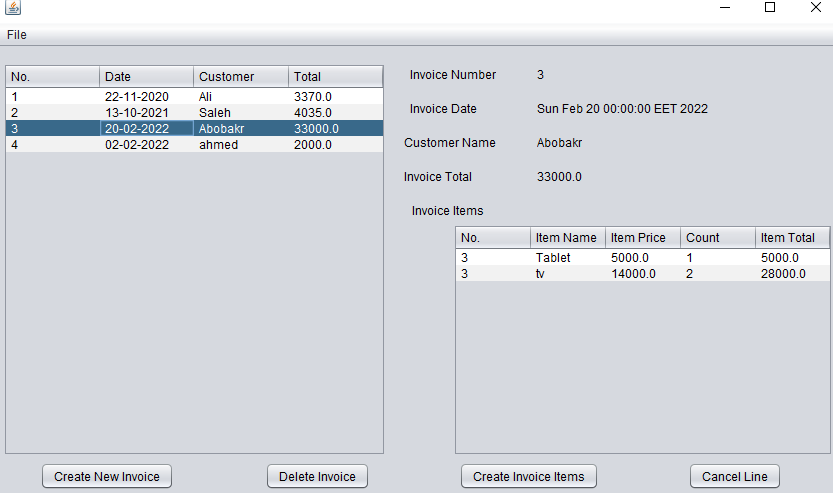 File
No. Date Customer Total
1 22-11-2020 Ali 3370.0
2 13-10-2021 Saleh 4035.0
3 20-02-2022 Abobakr 33000.0
4 02-02-2022 ahmed 2000.0
Invoice Number 3
Invoice Date Sun Feb 20 00:00:00 EET 2022
Customer Name Abobakr
Invoice Total 33000.0
Invoice Items
No. Item Name Item Price Count Item Total
3 Tablet 5000.0 1 5000.0
3 tv 14000.0 2 28000.0
Create New Invoice Delete Invoice Create Invoice Items Cancel Line